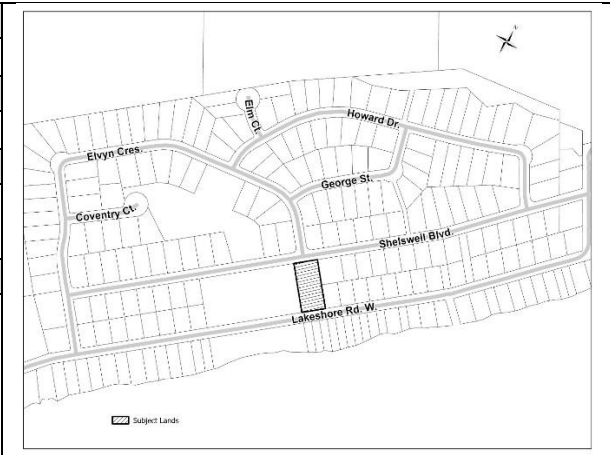 Elm Ct.
Howard Dr.
Elvyn Cres.
George St.
Coventry Ct.
Shelswell Blvd.
Lakeshore Rd. W.
Subject Lands